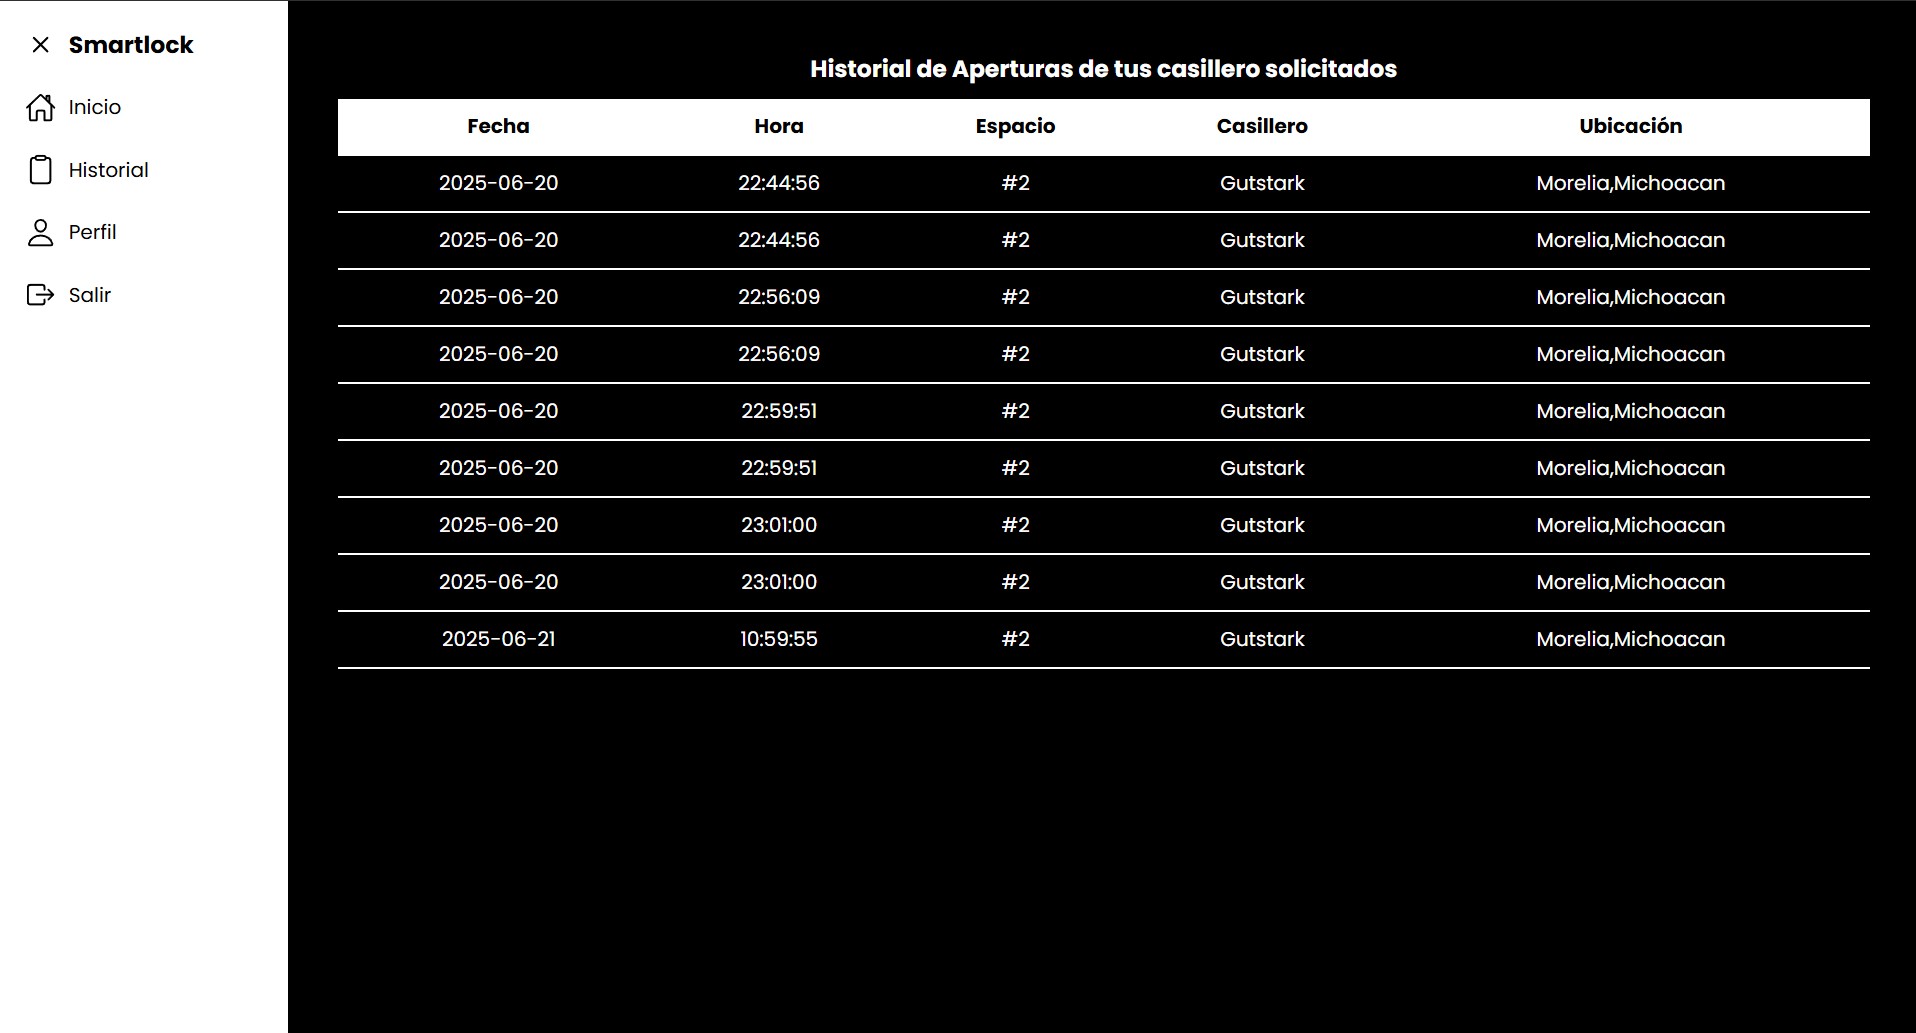 Smartlock
Inicio
Historial
Perfil
Salir
Historial de Aperturas de tus casillero solicitados
Fecha Hora Espacio Casillero Ubicación
2025-06-20 22:44:56 #2 Gutstark Morelia,Michoacan
2025-06-20 22:44:56 #2 Gutstark Morelia,Michoacan
2025-06-20 22:56:09 #2 Gutstark Morelia,Michoacan
2025-06-20 22:56:09 #2 Gutstark Morelia,Michoacan
2025-06-20 22:59:51 #2 Gutstark Morelia,Michoacan
2025-06-20 22:59:51 #2 Gutstark Morelia,Michoacan
2025-06-20 23:01:00 #2 Gutstark Morelia,Michoacan
2025-06-20 23:01:00 #2 Gutstark Morelia,Michoacan
2025-06-21 10:59:55 #2 Gutstark Morelia,Michoacan